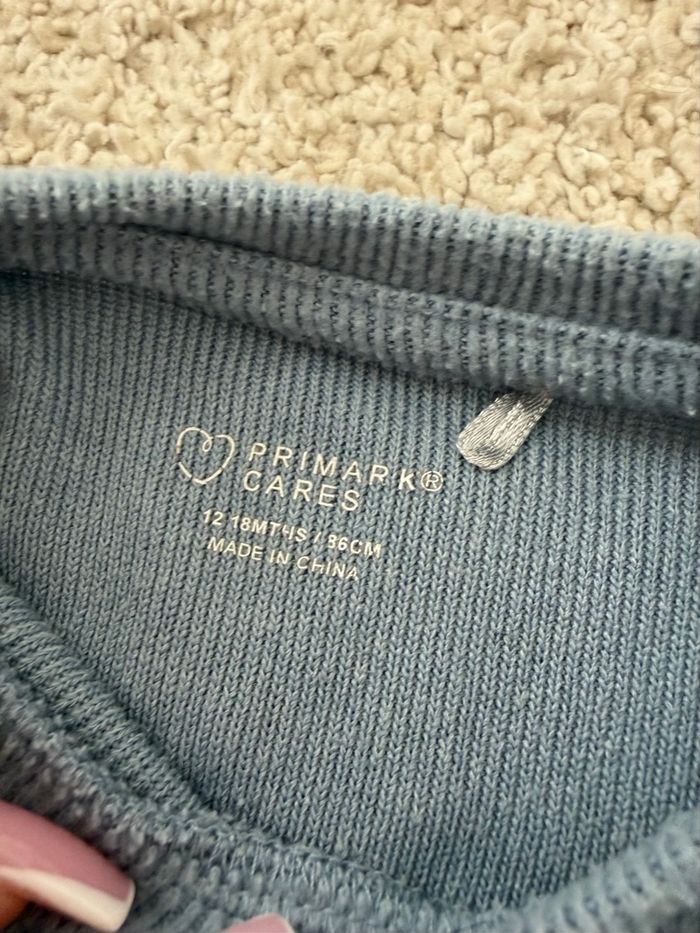 PRIMARK®
CARES
12 18MTHS / 86CM
MADE IN CHINA